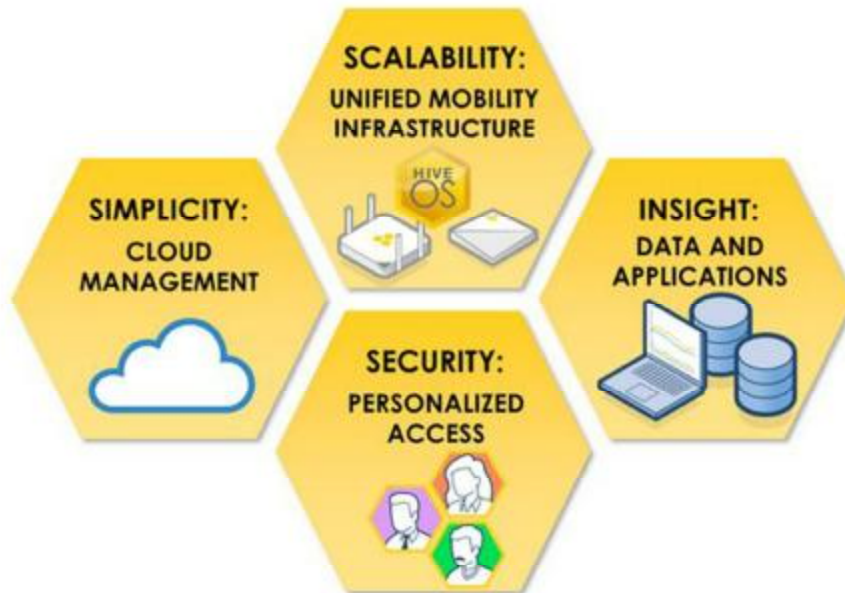 SCALABILITY:
UNIFIED MOBILITY
INFRASTRUCTURE
HIVE
OS
SIMPLICITY:
CLOUD
MANAGEMENT
INSIGHT:
DATA AND
APPLICATIONS
SECURITY:
PERSONALIZED
ACCESS